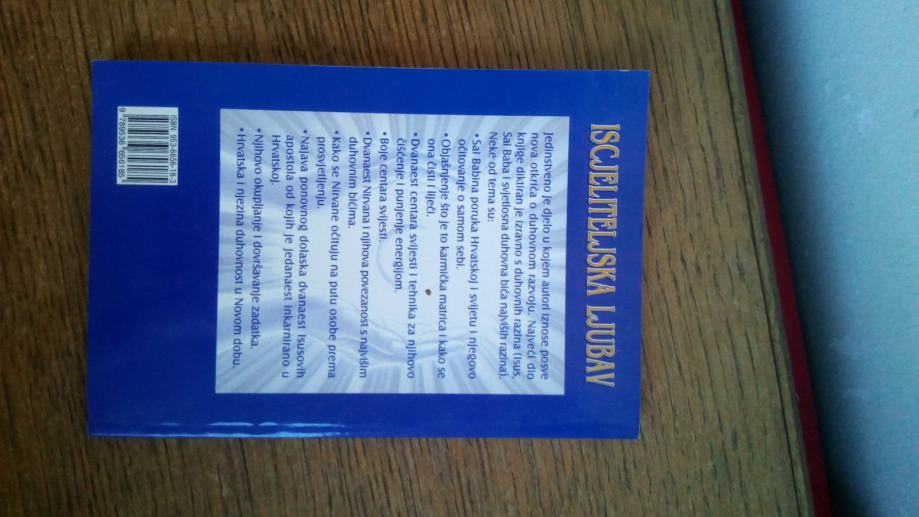 ISCJELITELJSKA LJUBAV
Jedinstveno je djelo u kojem autori iznose posve
nova otkrića o duhovnom razvoju. Najveći dio
knjige diktiran je izravno s duhovnih razina (Isus,
Sai Baba i svjetlosna duhovna bića najviših razina).
Neke od tema su:
• Sai Babina poruka Hrvatskoj i svijetu i njegovo
očitovanje o samom sebi.
• Objašnjenje što je to karmička matrica i kako se
ona čisti i liječi.
• Dvanaest centara svijesti i tehnika za njihovo
čišćenje i punjenje energijom.
• Boje centara svijesti.
• Dvanaest Nirvana i njihova povezanost s najvišim
duhovnim bićima.
• Kako se Nirvane očituju na putu osobe prema
prosvjetljenju.
• Najava ponovnog dolaska dvanaest Isusovih
apostola od kojih je jedanaest inkarnirano u
Hrvatskoj.
• Njihovo okupljanje i dovršavanje zadatka.
• Hrvatska i njezina duhovnost u Novom dobu.
ISBN 953-6656-18-3
9 789536 656185